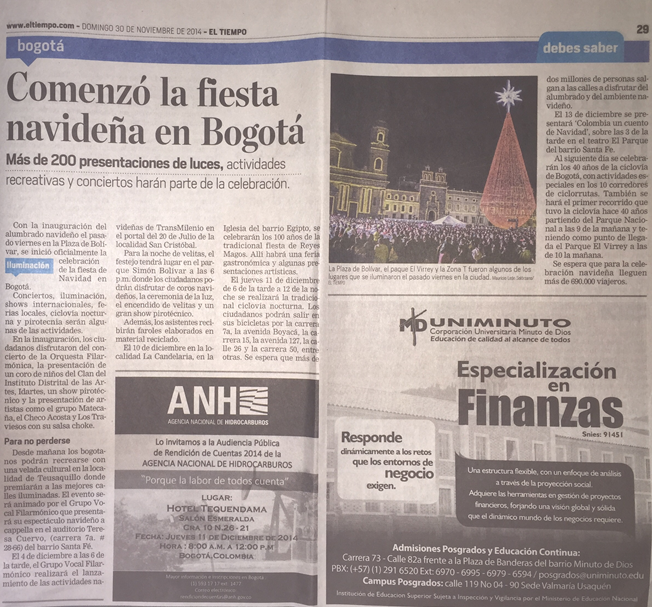 www.eltiempo.com - DOMINGO 30 DE NOVIEMBRE DE 2014 - EL TIEMPO
29
bogotá
debes saber
Comenzó la fiesta
navideña en Bogotá
Más de 200 presentaciones de luces, actividades
recreativas y conciertos harán parte de la celebración.
Con la inauguración del
alumbrado navideño el pasado
viernes en la Plaza de Bolívar,
se inició oficialmente la
iluminación
celebración
de la fiesta
de Navidad en
Bogotá.
Conciertos, iluminación,
shows internacionales, ferias
locales, ciclovía nocturna
y pirotecnia serán algunas
de las actividades.
En la inauguración, los ciudadanos
disfrutaron del concierto
de la Orquesta Filarmónica,
la presentación de
un coro de niños del Clan del
Instituto Distrital de las Artes,
Martes, un show pirotécnico
y la presentación de artistas
como el grupo Matecaña,
el Checo Acosta y Los Traviesos
con su salsa choke.
Para no perderse
Desde mañana los bogotanos
podrán recrearse con
una velada cultural en la localidad
de Teusaquillo donde
premiarán a las mejores calles
iluminadas. El evento será
animado por el Grupo Vocal
Filarmónico que presentará
su espectáculo navideño a
cappella en el auditorio Teresa
Cuervo, (carrera 7a. #
28-66) del barrio Santa Fé.
El 4 de diciembre a las 6 de
la tarde, el Grupo Vocal Filarmónico
realizará el lanzamiento
de las actividades navideñas
de TransMilenio en
el portal del 20 de Julio de la
localidad San Cristóbal.
Para la noche de velitas, el
festejo tendrá lugar en el parque
Simón Bolívar a las 6
p.m. donde los ciudadanos podrán
disfrutar de coros navideños,
la ceremonia de la luz,
el encendido de velitas y un
gran show pirotécnico.
Además, los asistentes recibirán
faroles elaborados en
material reciclado.
El 10 de diciembre en la localidad
La Candelaria, en la
Iglesia del barrio Egipto, se
celebrarán los 100 años de la
tradicional fiesta de Reyes
Magos. Allí habrá una feria
gastronómica y algunas presentaciones
artísticas.
El jueves 11 de diciembre
de 6 de la tarde a 12 de la noche
se realizará la tradicional
ciclovía nocturna. Los
ciudadanos podrán salir en
sus bicicletas por la carrera
7a, la avenida Boyacá, la carrera
15, la avenida 127, la calle
26 y la carrera 50, entre
otras. Se espera que más de
dos millones de personas salgan
a las calles a disfrutar del
alumbrado y del ambiente navideño.
El 13 de diciembre se presentará
'Colombia un cuento
de Navidad', sobre las 3 de la
tarde en el teatro El Parque
del barrio Santa Fé.
Al siguiente día se celebrarán
los 40 años de la ciclovía de
Bogotá, con actividades especiales
en los 10 corredores de
ciclorrutas. También se hará
el primer recorrido que
tuvo la ciclovía hace 40 años
partiendo del Parque Nacional
a las 9 de la mañana y teniendo
como punto de llegada
el Parque El Virrey a las
de 10 la mañana.
Se espera que para la celebración
navideña lleguen
más de 690.000 viajeros.
La Plaza de Bolívar, el paque El Virrey y la Zona T fueron algunos de los
lugares que se iluminaron el pasado viernes en la ciudad.
ANH
AGENCIA NACIONAL DE HIDROCARBUROS
Lo invitamos a la Audiencia Pública
de Rendición de Cuentas 2014 de la
AGENCIA NACIONAL DE HIDROCARBUROS
"Porque la labor de todos cuenta"
LUGAR:
HOTEL TEQUENDAMA
SALÓN ESMERALDA
CRA 10 N.26 - 21
FECHA: JUEVES 11 DE DICIEMBRE DE 2014
HORA: 8:00 A.M. A 12:00 P.M
BOGOTÁ, COLOMBIA
UNIMINUTO
Corporación Universitaria Minuto de Dios
Educación de calidad al alcance de todos
Especialización
en
Finanzas
Snies: 91451
Responde
dinámicamente a los retos
que los entornos de
negocio
exigen.
Una estructura flexible, con un enfoque de análisis
a través de la proyección social.
Adquiere las herramientas en gestión de proyectos
financieros, forjando una visión global y sólida
que el dinámico mundo de los negocios requiere.
Admisiones Posgrados y Educación Continua:
Carrera 73 - Calle 82a frente a la Plaza de Banderas del barrio Minuto de Dios
PBX: (+57) (1) 291 6520 Ext: 6970 - 6995 - 6979 - 6594 / posgrados@uniminuto.edu
Campus Posgrados: calle 119 No 04 - 90 Sede Valmaria Usaquén
Institución de Educacion Superior Sujeta a Inspección y Vigilancia por el Ministerio de Educación Nacional